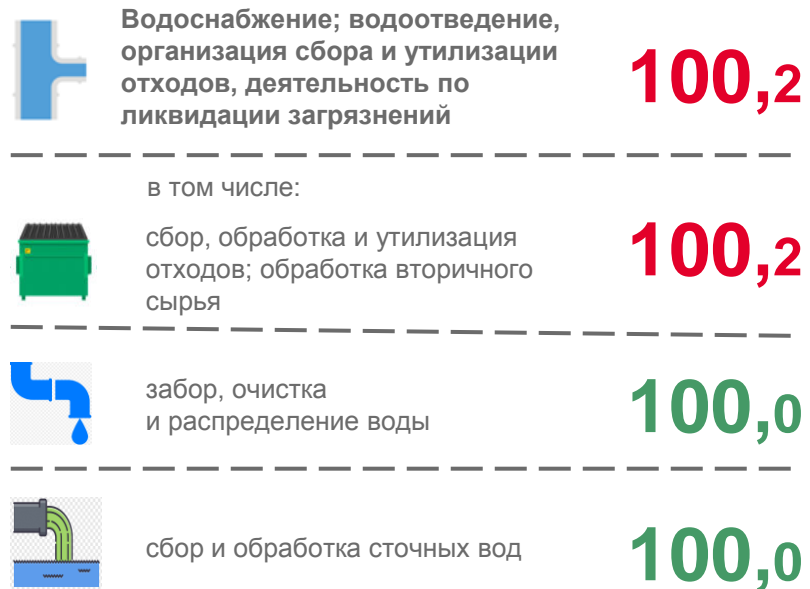 Водоснабжение; водоотведение,
организация сбора и утилизации
отходов, деятельность по
ликвидации загрязнений
100,2
в том числе:
сбор, обработка и утилизация
отходов; обработка вторичного
сырья
100,2
забор, очистка
и распределение воды
100,0
сбор и обработка сточных вод
100,0